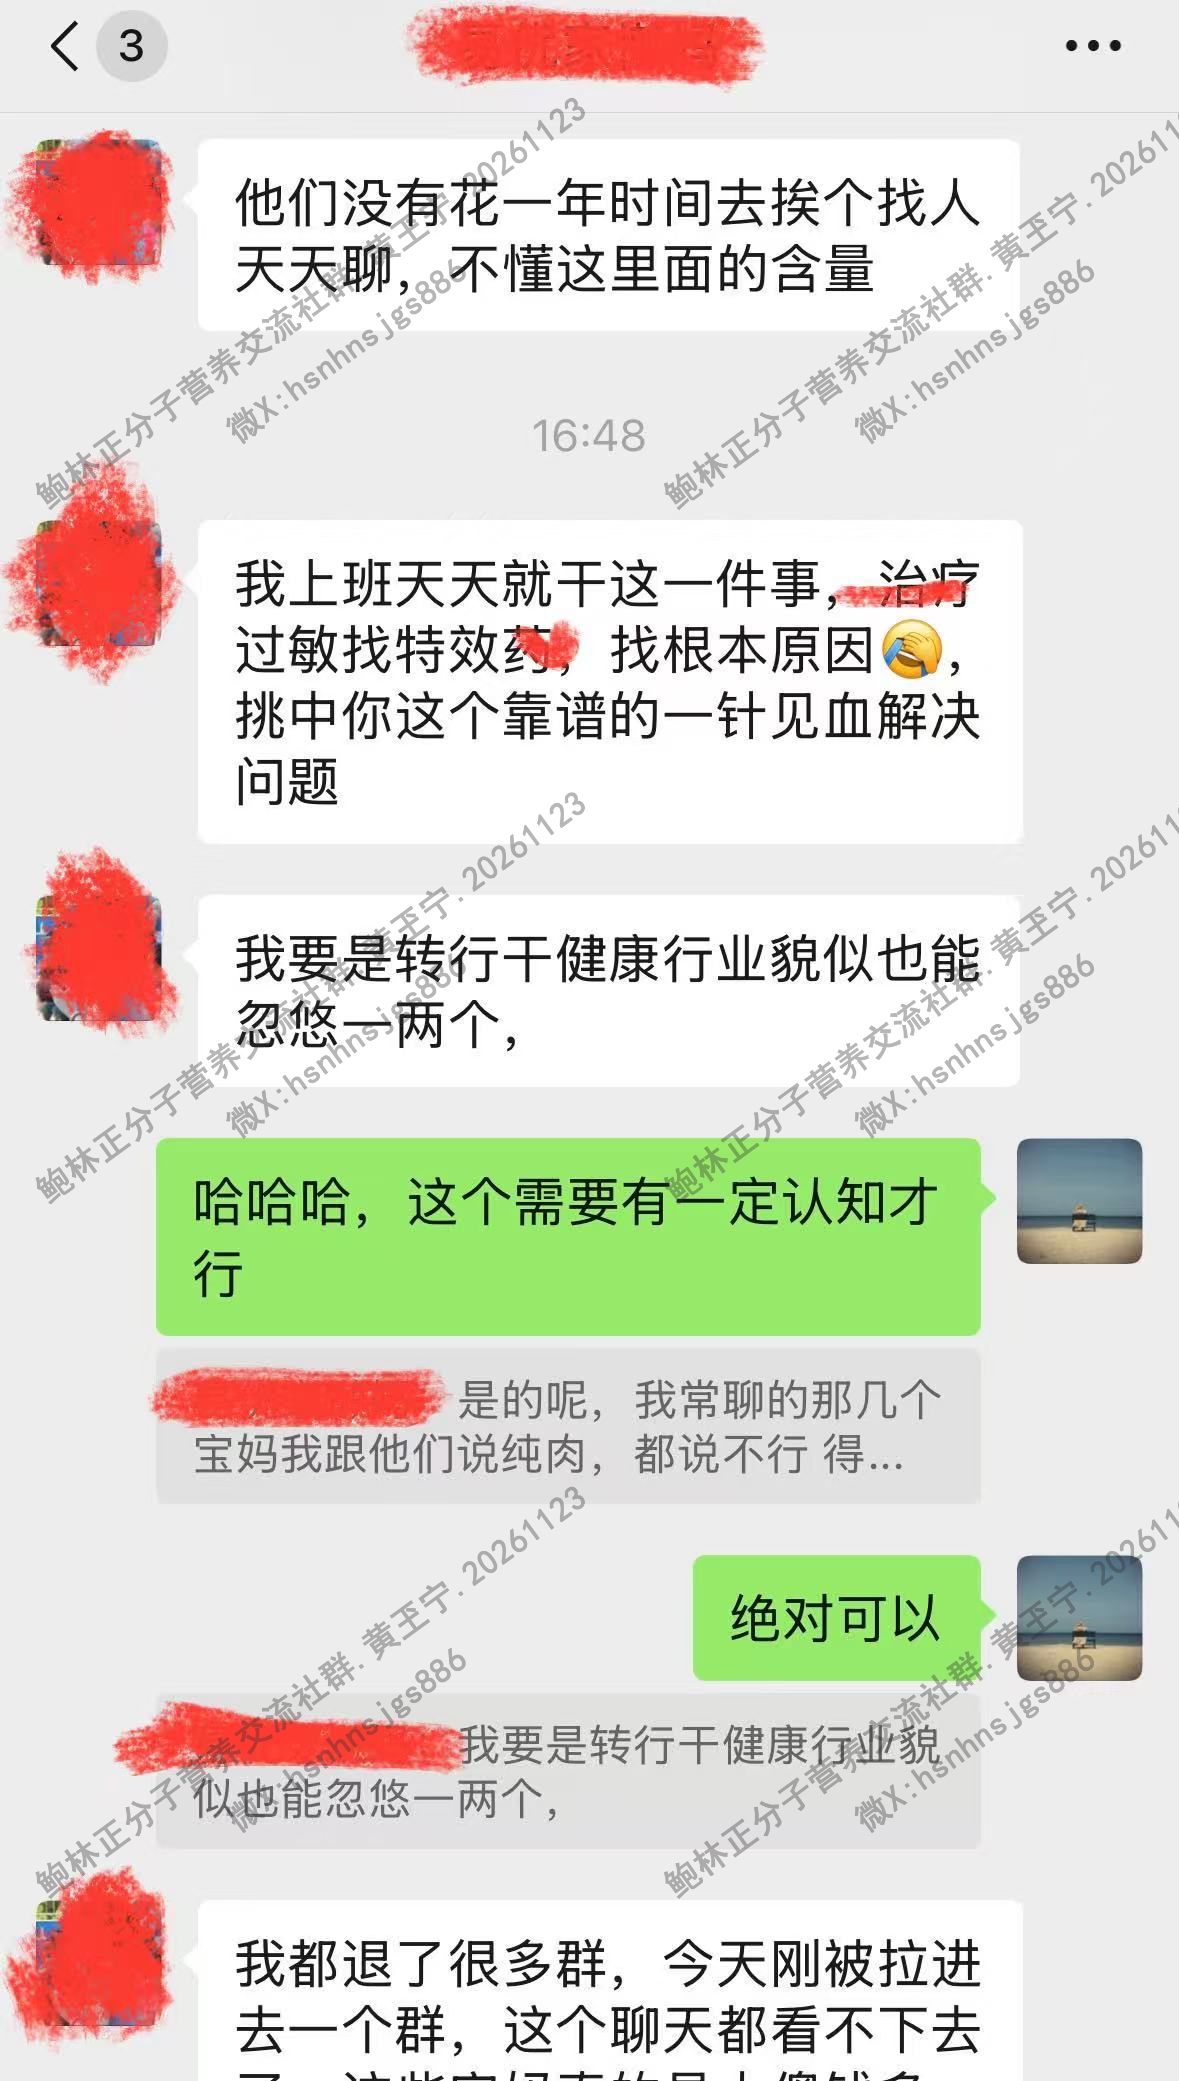 3
他们没有花一年时间去挨个找人
天天聊，不懂这里面的含量
16:48
我上班天天就干这一件事，治疗
过敏找特效药，找根本原因🤦，
挑中你这个靠谱的一针见血解决
问题
我要是转行干健康行业貌似也能
忽悠一两个，
哈哈哈，这个需要有一定认知才
行
是的呢，我常聊的那几个
宝妈我跟他们说纯肉，都说不行 得...
绝对可以
我要是转行干健康行业貌
似也能忽悠一两个，
我都退了很多群，今天刚被拉进
去一个群，这个聊天都看不下去
鲍林正分子营养交流社群.黄玉宁.20261123
微X:hsnhnsjgs886